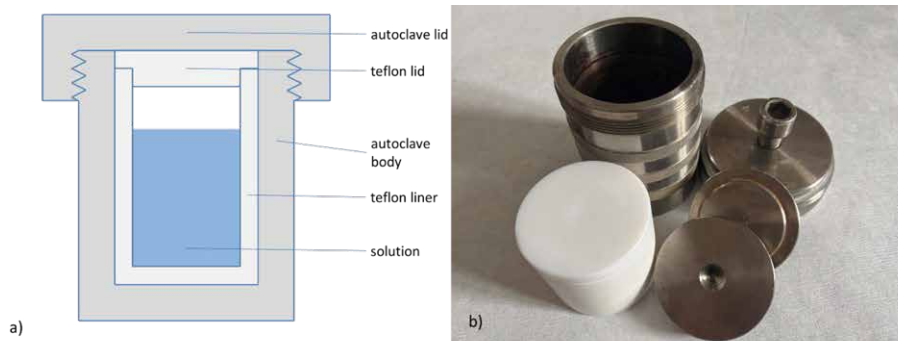 autoclave lid
teflon lid
autoclave
body
teflon liner
solution
a)
b)